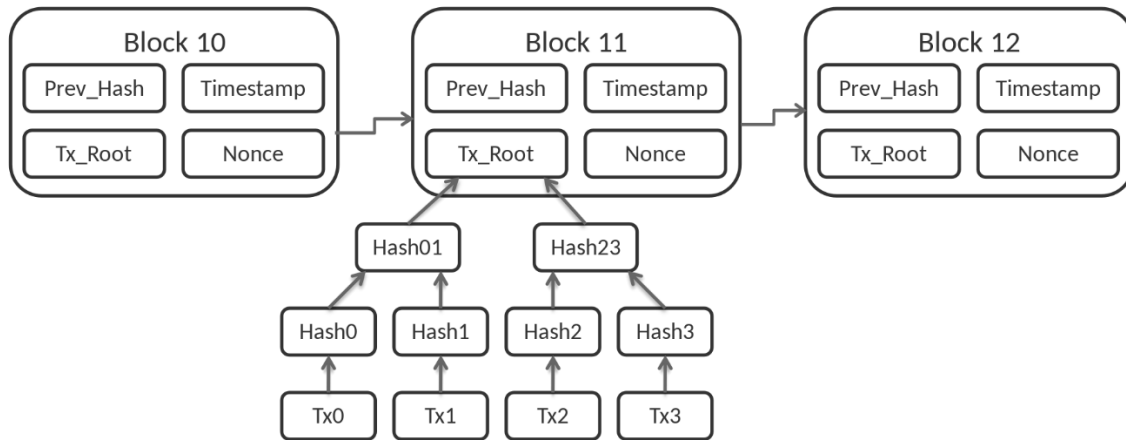 Block 10
Block 11
Block 12
Prev_Hash
Timestamp
Prev_Hash
Timestamp
Prev_Hash
Timestamp
Tx_Root
Nonce
Tx_Root
Nonce
Tx_Root
Nonce
Hash01
Hash23
Hash0
Hash1
Hash2
Hash3
Tx0
Tx1
Tx2
Tx3